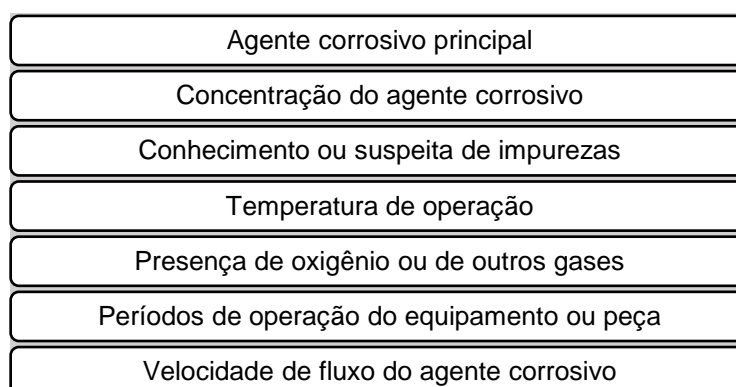 Agente corrosivo principal
Concentração do agente corrosivo
Conhecimento ou suspeita de impurezas
Temperatura de operação
Presença de oxigênio ou de outros gases
Períodos de operação do equipamento ou peça
Velocidade de fluxo do agente corrosivo